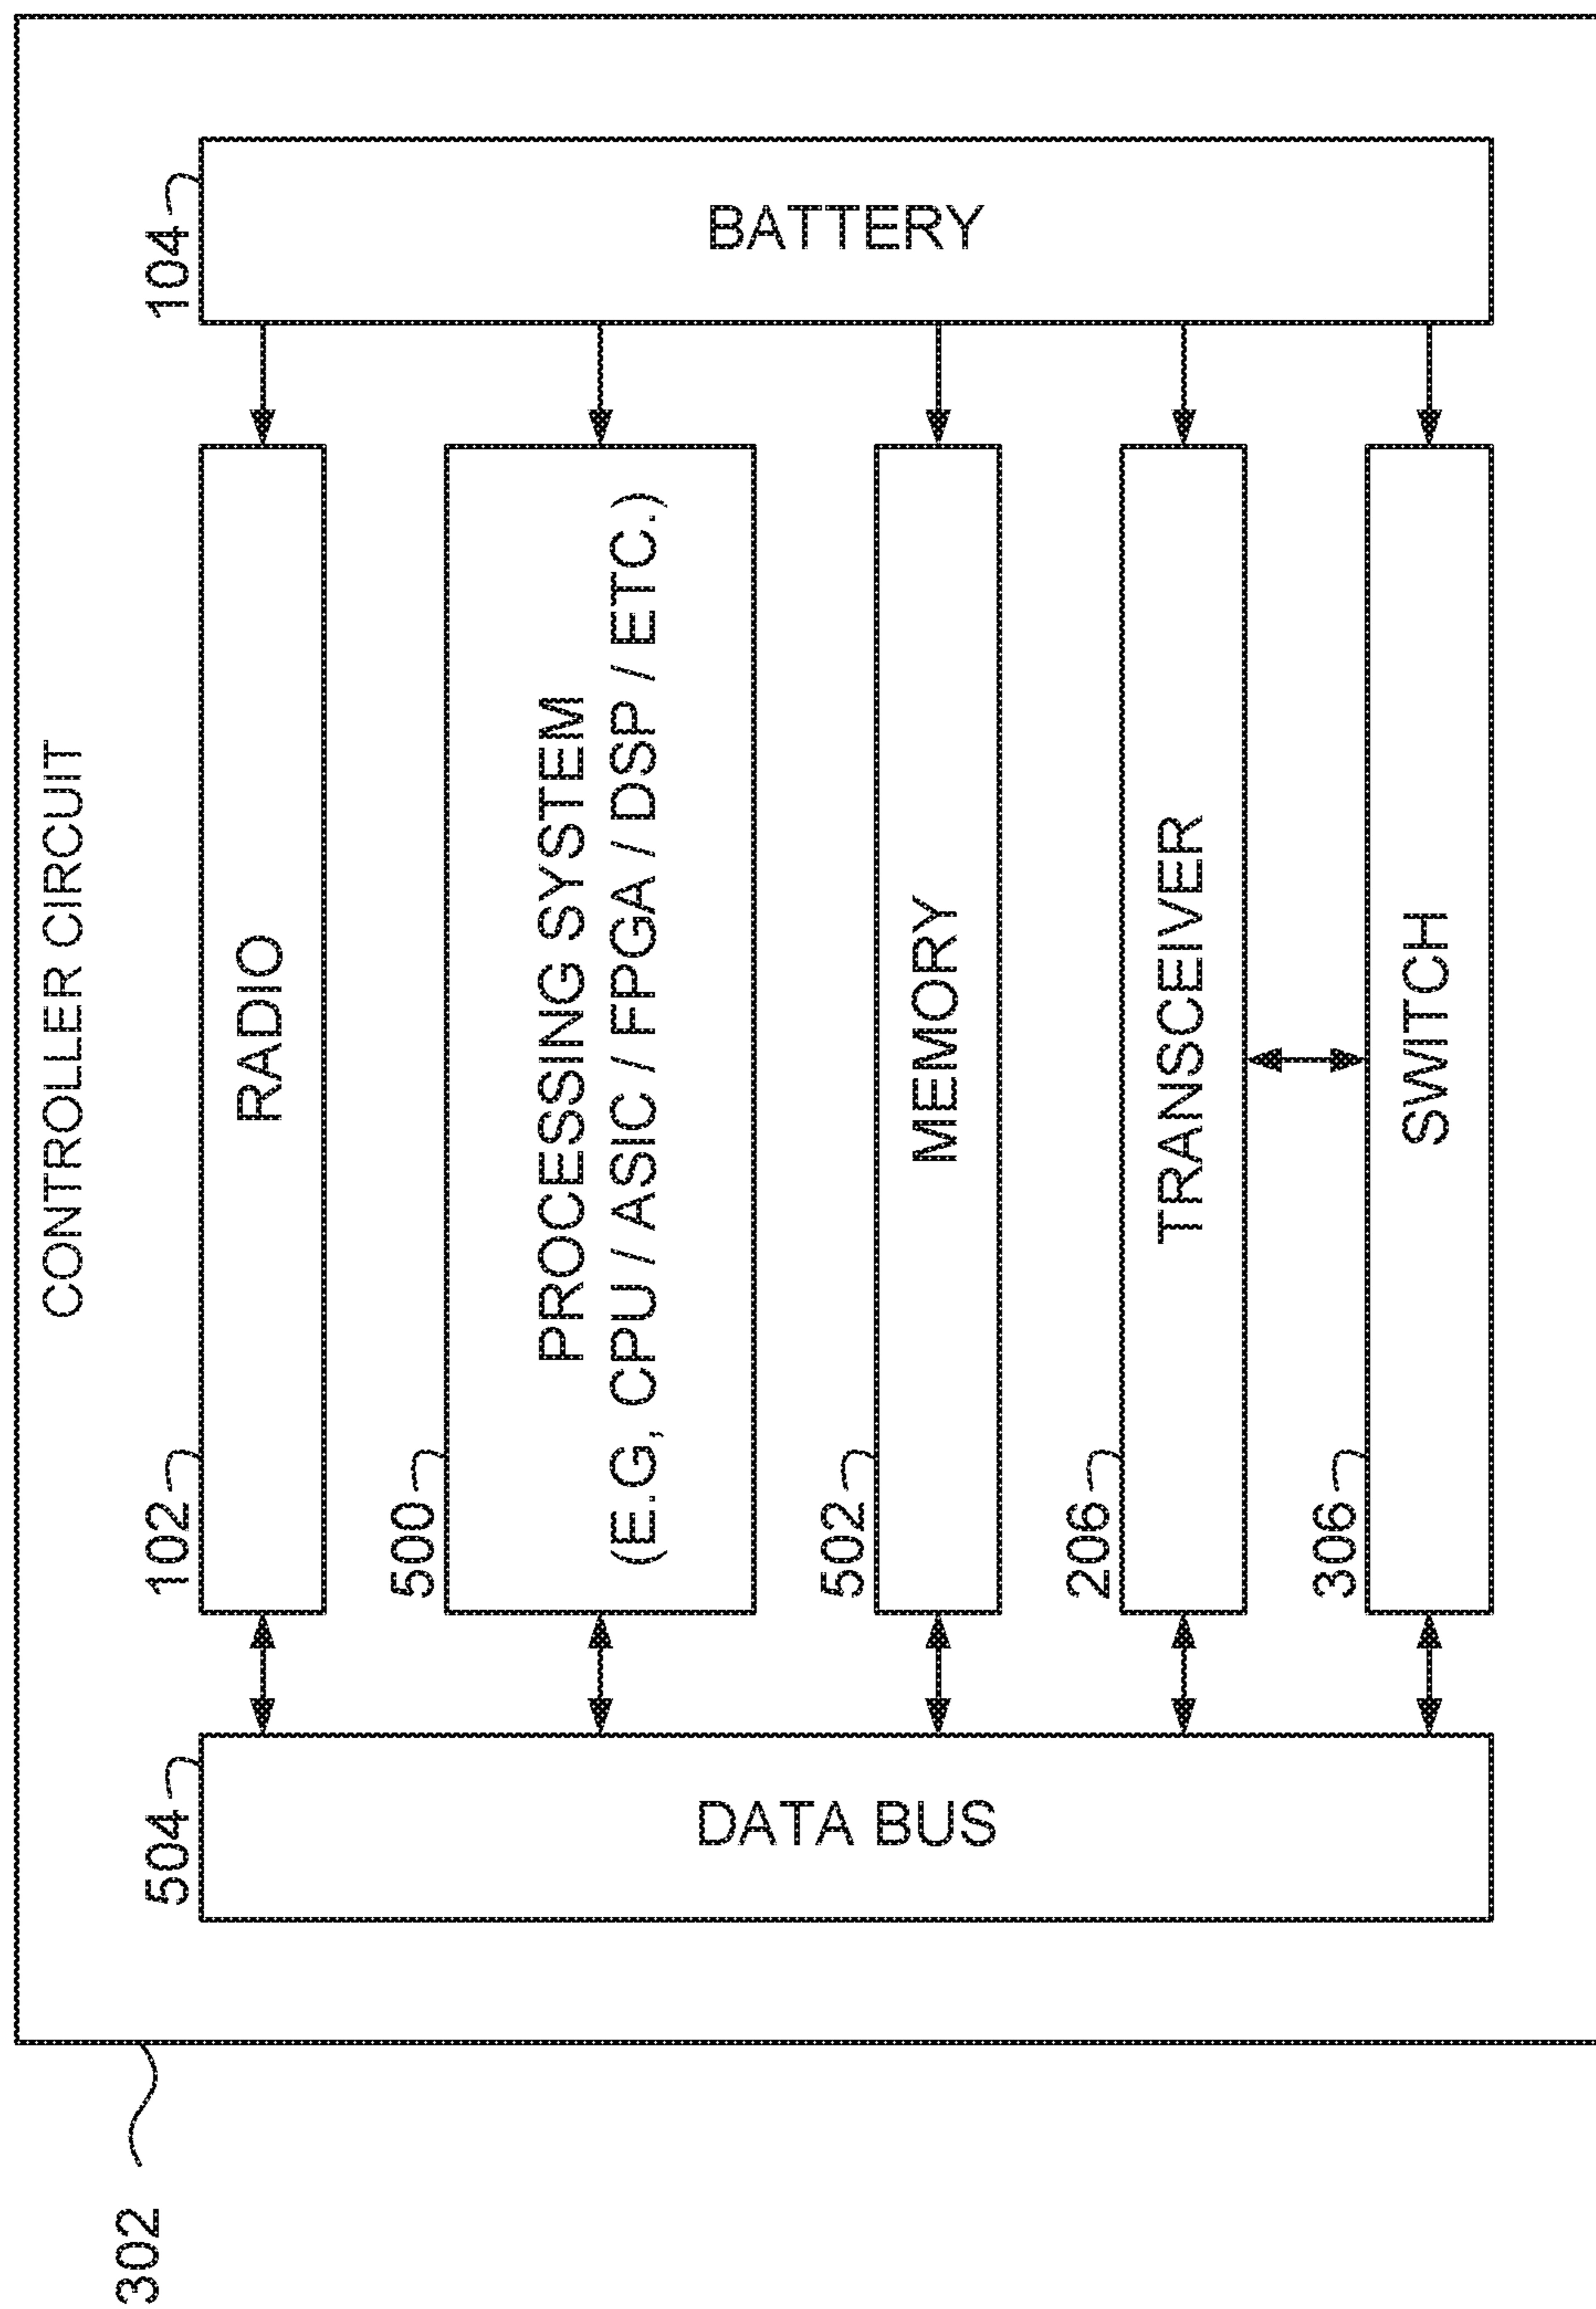 302
CONTROLLER CIRCUIT
504
DATA BUS
102
RADIO
500
PROCESSING SYSTEM
(E.G, CPU / ASIC / FPGA / DSP / ETC.)
502
MEMORY
206
TRANSCEIVER
306
SWITCH
104
BATTERY